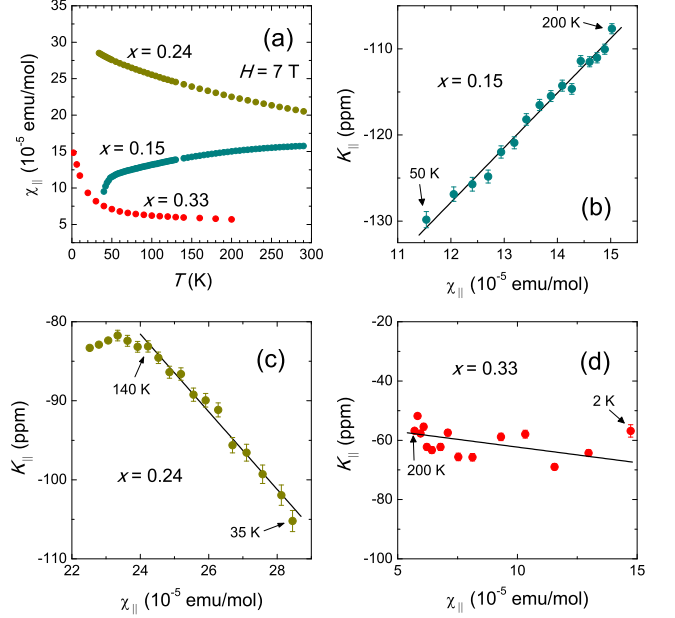 (a)
x = 0.24
H = 7 T
x = 0.15
x = 0.33
35
30
25
20
15
10
5
0 50 100 150 200 250 300
T (K)
χ|| (10-5 emu/mol)
200 K
x = 0.15
50 K
(b)
-110
-120
-130
11 12 13 14 15
K|| (ppm)
χ|| (10-5 emu/mol)
(c)
140 K
x = 0.24
35 K
-80
-90
-100
-110
22 24 26 28
K|| (ppm)
χ|| (10-5 emu/mol)
(d)
x = 0.33
2 K
200 K
-20
-40
-60
-80
-100
5 10 15
K|| (ppm)
χ|| (10-5 emu/mol)